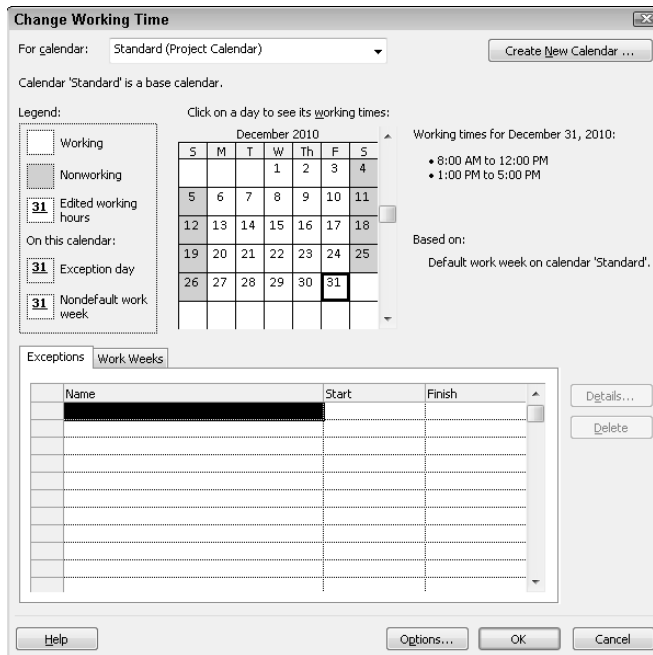 Change Working Time
For calendar: Standard (Project Calendar) Create New Calendar ...
Calendar 'Standard' is a base calendar.
Legend:
Working
Nonworking
31 Edited working
hours
On this calendar:
31 Exception day
31 Nondefault work
week
Click on a day to see its working times:
December 2010
S M T W Th F S
1 2 3 4
5 6 7 8 9 10 11
12 13 14 15 16 17 18
19 20 21 22 23 24 25
26 27 28 29 30 31
Working times for December 31, 2010:
• 8:00 AM to 12:00 PM
• 1:00 PM to 5:00 PM
Based on:
Default work week on calendar 'Standard'.
Exceptions Work Weeks
Name Start Finish
Details...
Delete
Help Options... OK Cancel